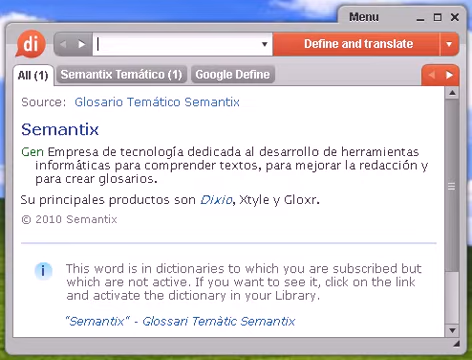 Menu
di
Define and translate
All (1)
Semantix Temático (1)
Google Define
Source: Glosario Temático Semantix
Semantix
Gen Empresa de tecnología dedicada al desarrollo de herramientas
informáticas para comprender textos, para mejorar la redacción y
para crear glosarios.
Su principales productos son Dixio, Xtyle y Gloxr.
© 2010 Semantix
i
This word is in dictionaries to which you are subscribed but
which are not active. If you want to see it, click on the link
and activate the dictionary in your Library.
"Semantix" - Glossari Temàtic Semantix